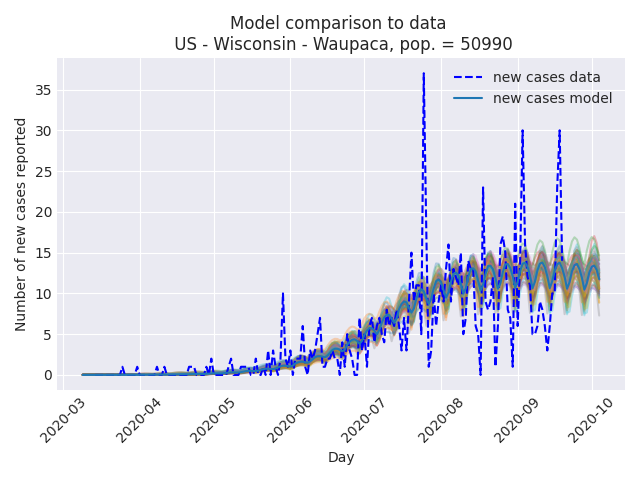 Model comparison to data
US - Wisconsin - Waupaca, pop. = 50990
new cases data
new cases model
Number of new cases reported
35
30
25
20
15
10
5
0
2020-03
2020-04
2020-05
2020-06
2020-07
2020-08
2020-09
2020-10
Day